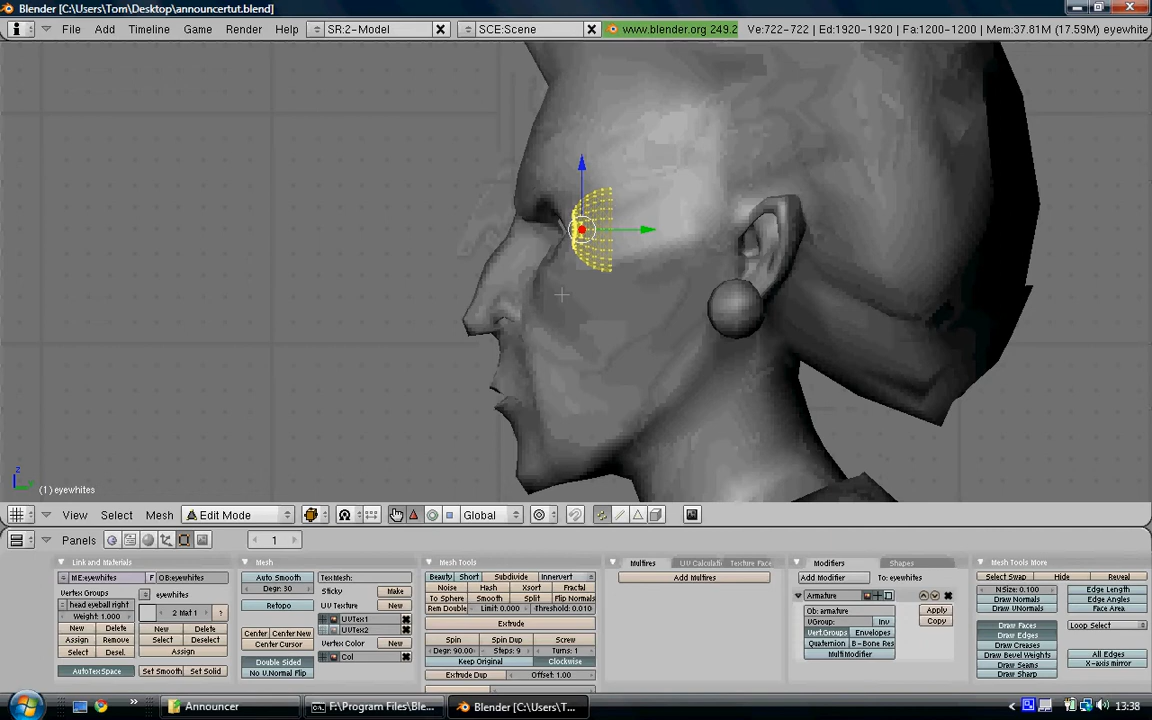 Blender [C:\Users\Tom\Desktop\announcertut.blend]
File Add Timeline Game Render Help SR:2-Model SCE:Scene www.blender.org 249.2 Ve:722-722 | Ed:1920-1920 | Fa:1200-1200 | Mem:37.81M (17.59M) eyewhite
z
(1) eyewhites
View Select Mesh Edit Mode Global
Panels 1
Link and Materials Mesh Mesh Tools Multires UV Calculati Texture Face Modifiers Shapes Mesh Tools More
ME:eyewhites F OB:eyewhites Auto Smooth TexMesh: Beauty Short Subdivide Innervert Add Multires Add Modifier To: eyewhites Select Swap Hide Reveal
Vertex Groups eyewhites Degr: 30 Sticky Make Noise Hash Xsort Fractal Armature NSize: 0.100 Edge Length
head eyeball right 2 Mat 1 ? Retopo UV Texture New To Sphere Smooth Split Flip Normals Ob: armature Apply Draw Normals Edge Angles
Weight: 1.000 UVTex1 Rem Double Limit: 0.000 Threshold: 0.010 VGroup: Inv Copy Draw VNormals Face Area
New Delete New Delete Center Center New UVTex2 Extrude Vert.Groups Envelopes Draw Faces Loop Select
Assign Remove Select Deselect Center Cursor Vertex Color New Spin Spin Dup Screw Quaternion B-Bone Res Draw Edges
Select Desel. Assign Double Sided Col Degr: 90.00 Steps: 9 Turns: 1 MultiModifier Draw Creases All Edges
AutoTexSpace Set Smooth Set Solid No V.Normal Flip Keep Original Clockwise Draw Bevel Weights X-axis mirror
Extrude Dup Offset: 1.00 Draw Seams
Draw Sharp
Announcer F:\Program Files\Ble... Blender [C:\Users\T... 13:38